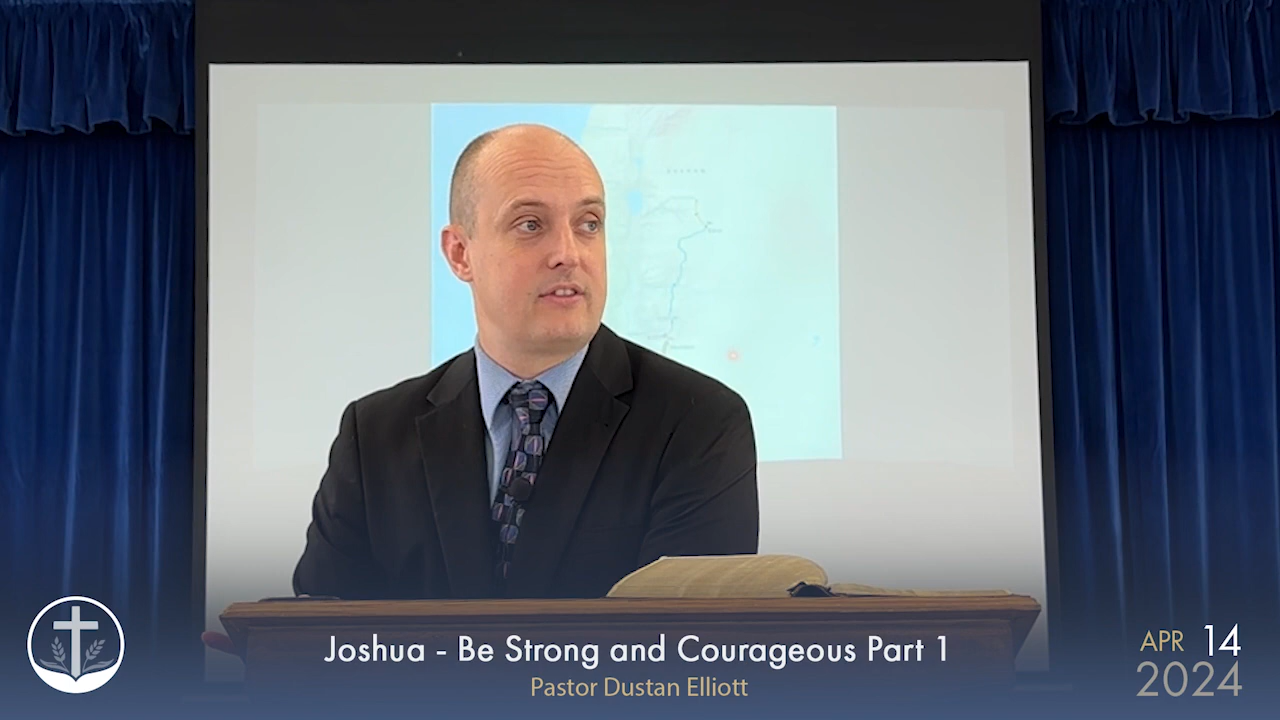 Joshua - Be Strong and Courageous Part 1
Pastor Dustan Elliott
APR 14
2024